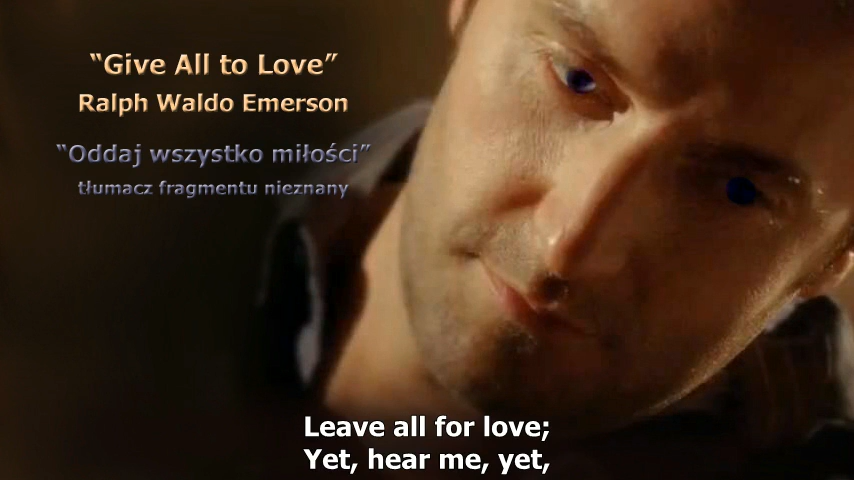 “Give All to Love”
Ralph Waldo Emerson
“Oddaj wszystko miłości”
tłumacz fragmentu nieznany
Leave all for love;
Yet, hear me, yet,